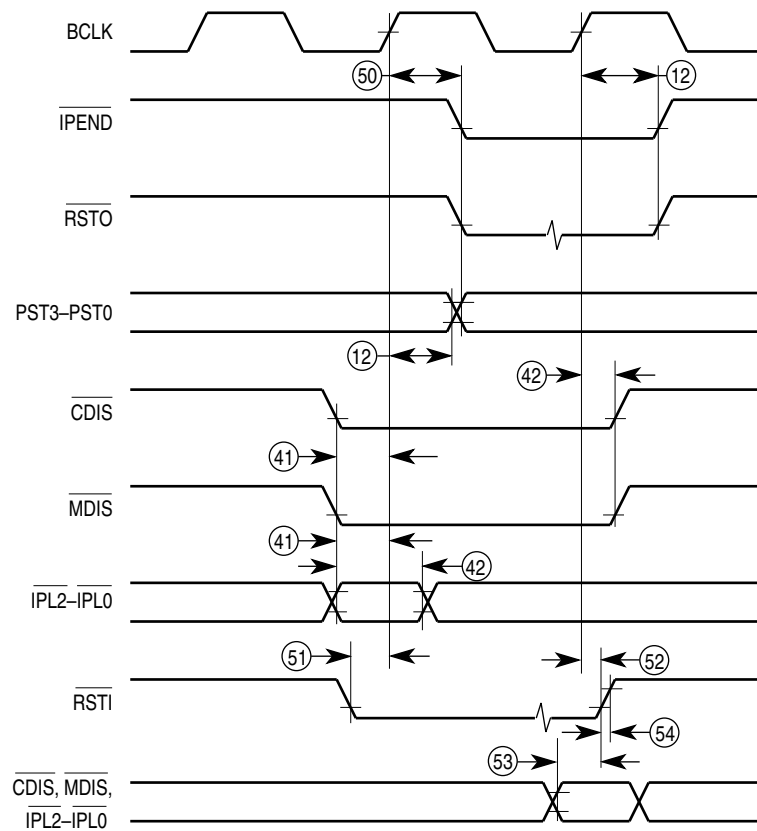 BCLK
50
12
IPEND
RSTO
PST3–PST0
12
42
CDIS
41
MDIS
41
42
IPL2–IPL0
51
52
RSTI
54
53
CDIS, MDIS,
IPL2–IPL0